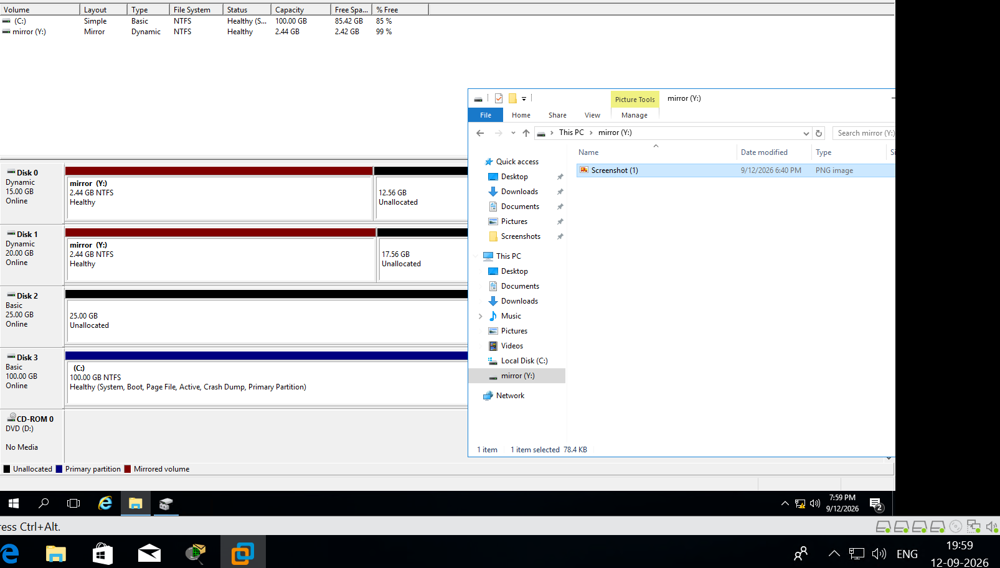 Volume Layout Type File System Status Capacity Free Spa... % Free
(C:) Simple Basic NTFS Healthy (S... 100.00 GB 85.42 GB 85 %
mirror (Y:) Mirror Dynamic NTFS Healthy 2.44 GB 2.42 GB 99 %
Disk 0
Dynamic
15.00 GB
Online
mirror (Y:)
2.44 GB NTFS
Healthy
12.56 GB
Unallocated
Disk 1
Dynamic
20.00 GB
Online
mirror (Y:)
2.44 GB NTFS
Healthy
17.56 GB
Unallocated
Disk 2
Basic
25.00 GB
Online
25.00 GB
Unallocated
Disk 3
Basic
100.00 GB
Online
(C:)
100.00 GB NTFS
Healthy (System, Boot, Page File, Active, Crash Dump, Primary Partition)
CD-ROM 0
DVD (D:)
No Media
Unallocated Primary partition Mirrored volume
Picture Tools mirror (Y:)
File Home Share View Manage
This PC mirror (Y:) Search mirror (Y:)
Name Date modified Type Si
Screenshot (1) 9/12/2026 6:40 PM PNG image
Quick access
Desktop
Downloads
Documents
Pictures
Screenshots
This PC
Desktop
Documents
Downloads
Music
Pictures
Videos
Local Disk (C:)
mirror (Y:)
Network
1 item 1 item selected 78.4 KB
7:59 PM
9/12/2026
2
ress Ctrl+Alt.
ENG
19:59
12-09-2026